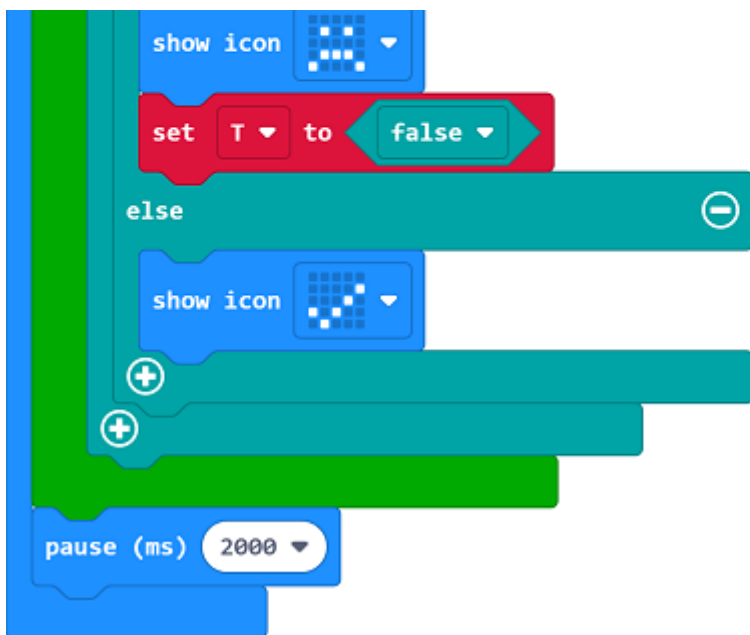 show icon
set T to false
else
show icon
pause (ms) 2000